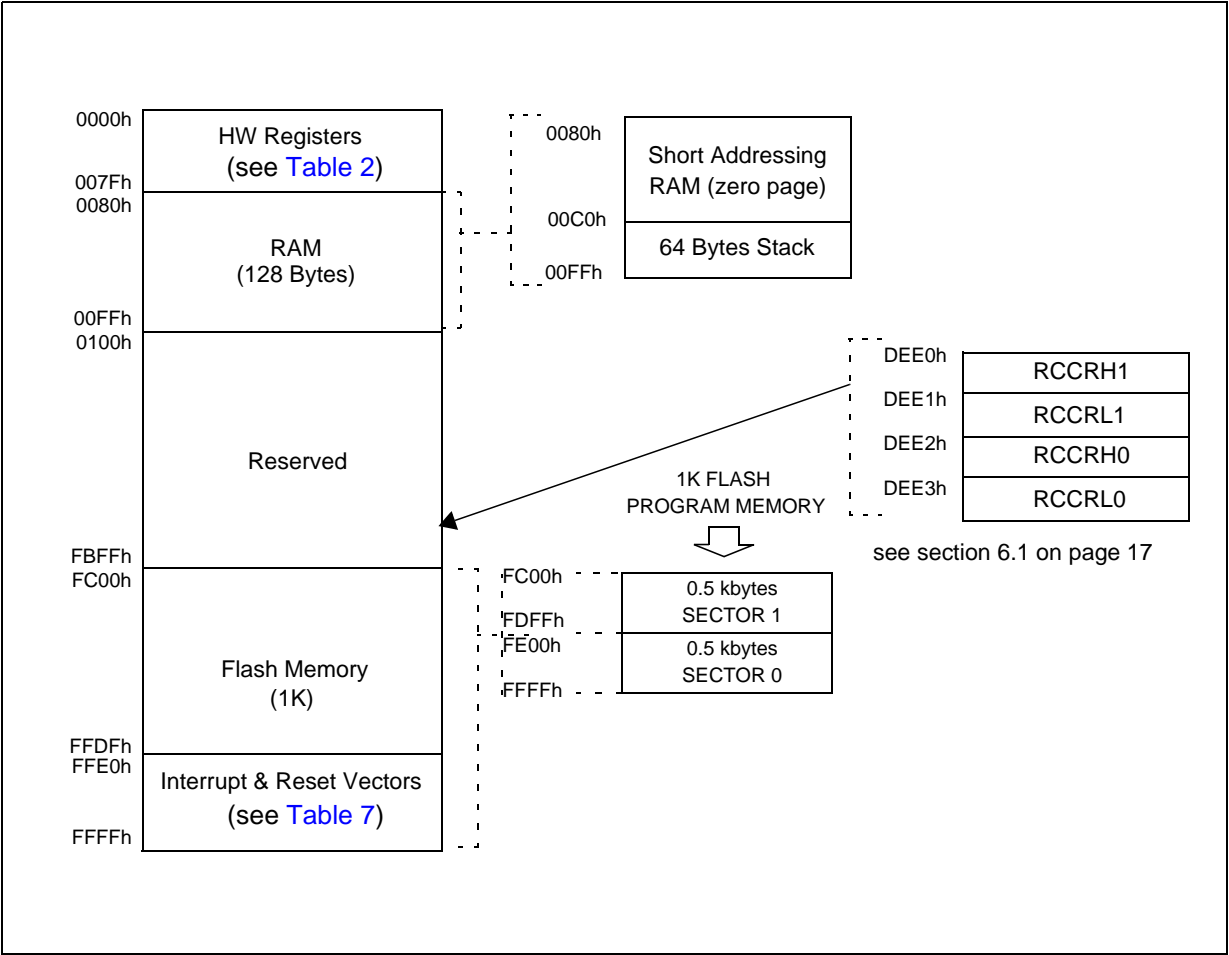 0000h
HW Registers
(see Table 2)
007Fh
0080h
RAM
(128 Bytes)
00FFh
0100h
Reserved
FBFFh
FC00h
Flash Memory
(1K)
FFDFh
FFE0h
Interrupt & Reset Vectors
(see Table 7)
FFFFh
0080h
Short Addressing
RAM (zero page)
00C0h
64 Bytes Stack
00FFh
DEE0h
RCCRH1
DEE1h
RCCRL1
DEE2h
RCCRH0
DEE3h
RCCRL0
see section 6.1 on page 17
1K FLASH
PROGRAM MEMORY
FC00h
0.5 kbytes
SECTOR 1
FDFFh
FE00h
0.5 kbytes
SECTOR 0
FFFFh